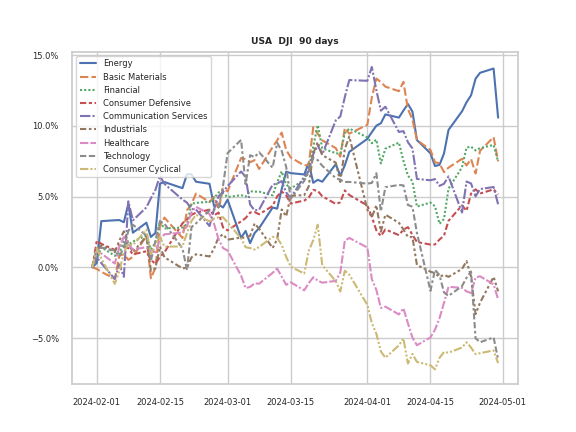 USA  DJI  90 days
15.0%
10.0%
5.0%
0.0%
−5.0%
Energy
Basic Materials
Financial
Consumer Defensive
Communication Services
Industrials
Healthcare
Technology
Consumer Cyclical
2024-02-01 2024-02-15 2024-03-01 2024-03-15 2024-04-01 2024-04-15 2024-05-01